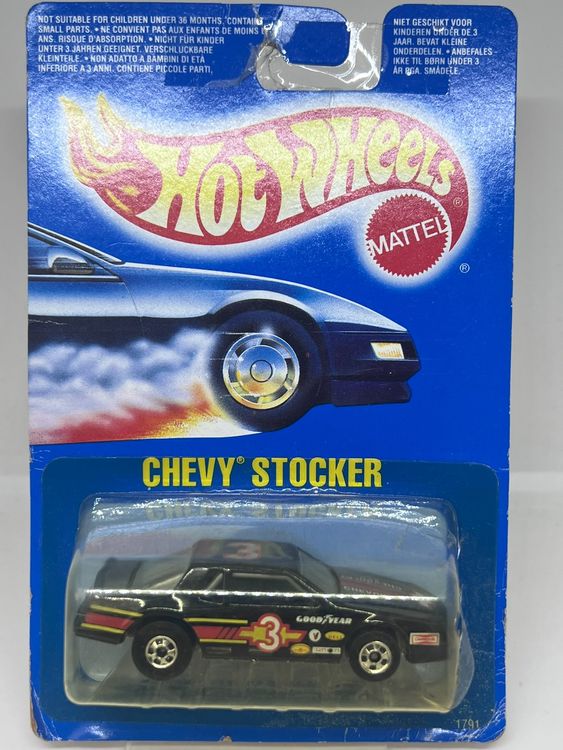 NOT SUITABLE FOR CHILDREN UNDER 36 MONTHS. CONTAINS
SMALL PARTS. • NE CONVIENT PAS AUX ENFANTS DE MOINS
ANS. RISQUE D'ABSORPTION. • NICHT FÜR KINDER
UNTER 3 JAHREN GEEIGNET. VERSCHLUCKBARE
KLEINTEILE. • NON ADATTO A BAMBINI DI ETÀ
INFERIORE A 3 ANNI. CONTIENE PICCOLE PARTI.
NIET GESCHIKT VOOR
KINDEREN ONDER DE 3
JAAR. BEVAT KLEINE
ONDERDELEN. • ANBEFALES
IKKE TIL BØRN UNDER 3
ÅR PGA. SMÅDELE.
HOT WHEELS®
MATTEL
®
CHEVY® STOCKER
3
GOODYEAR
3
1791